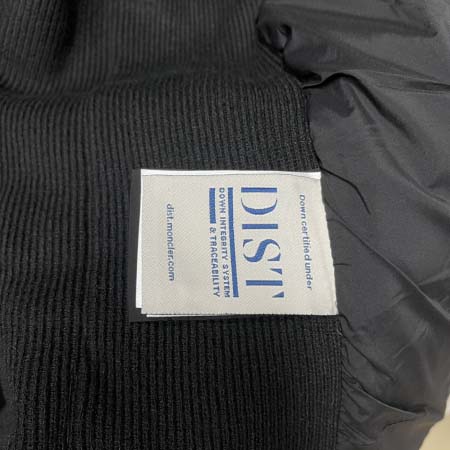 Down certified under
DIST
DOWN INTEGRITY SYSTEM
& TRACEABILITY
dist.moncler.com